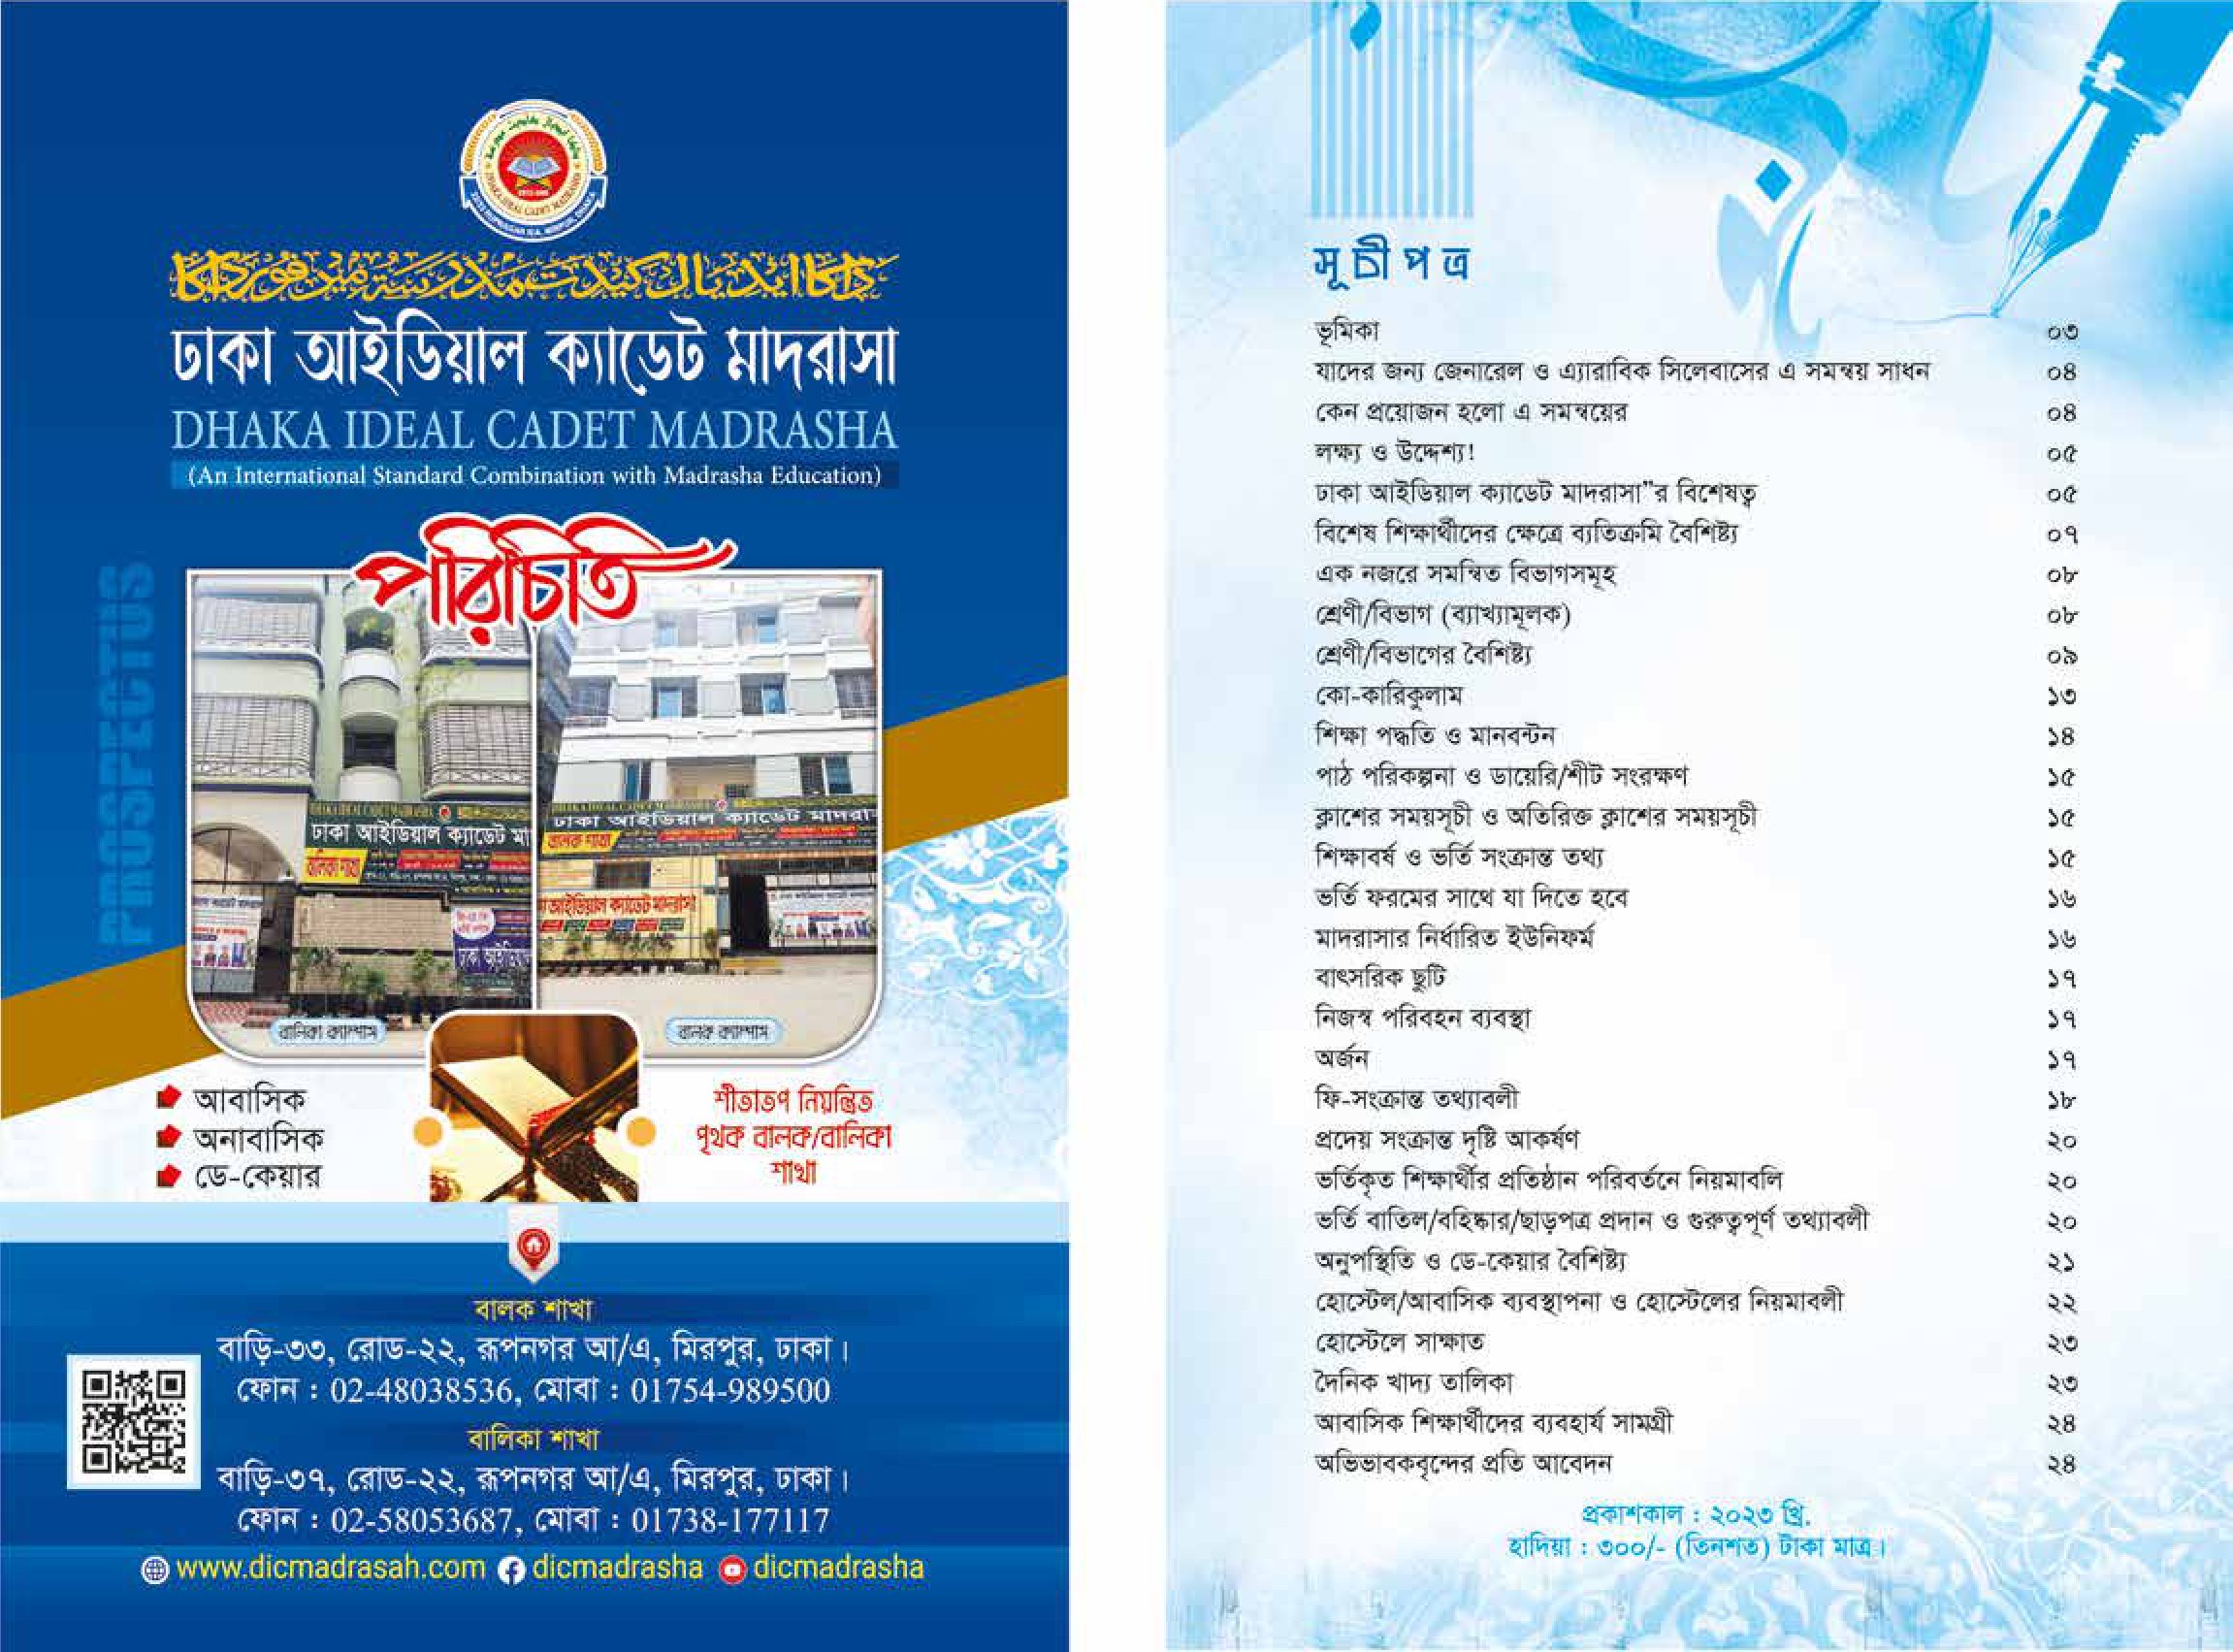 ঢাকা আইডিয়াল ক্যাডেট মাদরাসা
DHAKA IDEAL CADET MADRASHA
(An International Standard Combination with Madrasha Education)
পরিচিতি
PROSPECTUS
ঢাকা আইডিয়াল ক্যাডেট মা
বালিকা শাখা
ঢাকা আইডিয়াল ক্যাডেট মাদরা
বালক শাখা
আইডিয়াল ক্যাডেট মাদরাসা
বালিকা ক্যাম্পাস
বালক ক্যাম্পাস
আবাসিক
অনাবাসিক
ডে-কেয়ার
শীতাতপ নিয়ন্ত্রিত
পৃথক বালক/বালিকা
শাখা
বালক শাখা
বাড়ি-৩৩, রোড-২২, রূপনগর আ/এ, মিরপুর, ঢাকা।
ফোন : 02-48038536, মোবা : 01754-989500
বালিকা শাখা
বাড়ি-৩৭, রোড-২২, রূপনগর আ/এ, মিরপুর, ঢাকা।
ফোন : 02-58053687, মোবা : 01738-177117
www.dicmadrasah.com dicmadrasha dicmadrasha
সূচীপত্র
ভূমিকা ০৩
যাদের জন্য জেনারেল ও এ্যারাবিক সিলেবাসের এ সমন্বয় সাধন ০৪
কেন প্রয়োজন হলো এ সমন্বয়ের ০৪
লক্ষ্য ও উদ্দেশ্য! ০৫
ঢাকা আইডিয়াল ক্যাডেট মাদরাসা"র বিশেষত্ব ০৫
বিশেষ শিক্ষার্থীদের ক্ষেত্রে ব্যতিক্রমি বৈশিষ্ট্য ০৭
এক নজরে সমন্বিত বিভাগসমূহ ০৮
শ্রেণী/বিভাগ (ব্যাখ্যামূলক) ০৮
শ্রেণী/বিভাগের বৈশিষ্ট্য ০৯
কো-কারিকুলাম ১৩
শিক্ষা পদ্ধতি ও মানবন্টন ১৪
পাঠ পরিকল্পনা ও ডায়েরি/শীট সংরক্ষণ ১৫
ক্লাশের সময়সূচী ও অতিরিক্ত ক্লাশের সময়সূচী ১৫
শিক্ষাবর্ষ ও ভর্তি সংক্রান্ত তথ্য ১৫
ভর্তি ফরমের সাথে যা দিতে হবে ১৬
মাদরাসার নির্ধারিত ইউনিফর্ম ১৬
বাৎসরিক ছুটি ১৭
নিজস্ব পরিবহন ব্যবস্থা ১৭
অর্জন ১৭
ফি-সংক্রান্ত তথ্যাবলী ১৮
প্রদেয় সংক্রান্ত দৃষ্টি আকর্ষণ ২০
ভর্তিকৃত শিক্ষার্থীর প্রতিষ্ঠান পরিবর্তনে নিয়মাবলি ২০
ভর্তি বাতিল/বহিষ্কার/ছাড়পত্র প্রদান ও গুরুত্বপূর্ণ তথ্যাবলী ২০
অনুপস্থিতি ও ডে-কেয়ার বৈশিষ্ট্য ২১
হোস্টেল/আবাসিক ব্যবস্থাপনা ও হোস্টেলের নিয়মাবলী ২২
হোস্টেলে সাক্ষাত ২৩
দৈনিক খাদ্য তালিকা ২৩
আবাসিক শিক্ষার্থীদের ব্যবহার্য সামগ্রী ২৪
অভিভাবকবৃন্দের প্রতি আবেদন ২৪
প্রকাশকাল : ২০২৩ খ্রি.
হাদিয়া : ৩০০/- (তিনশত) টাকা মাত্র।